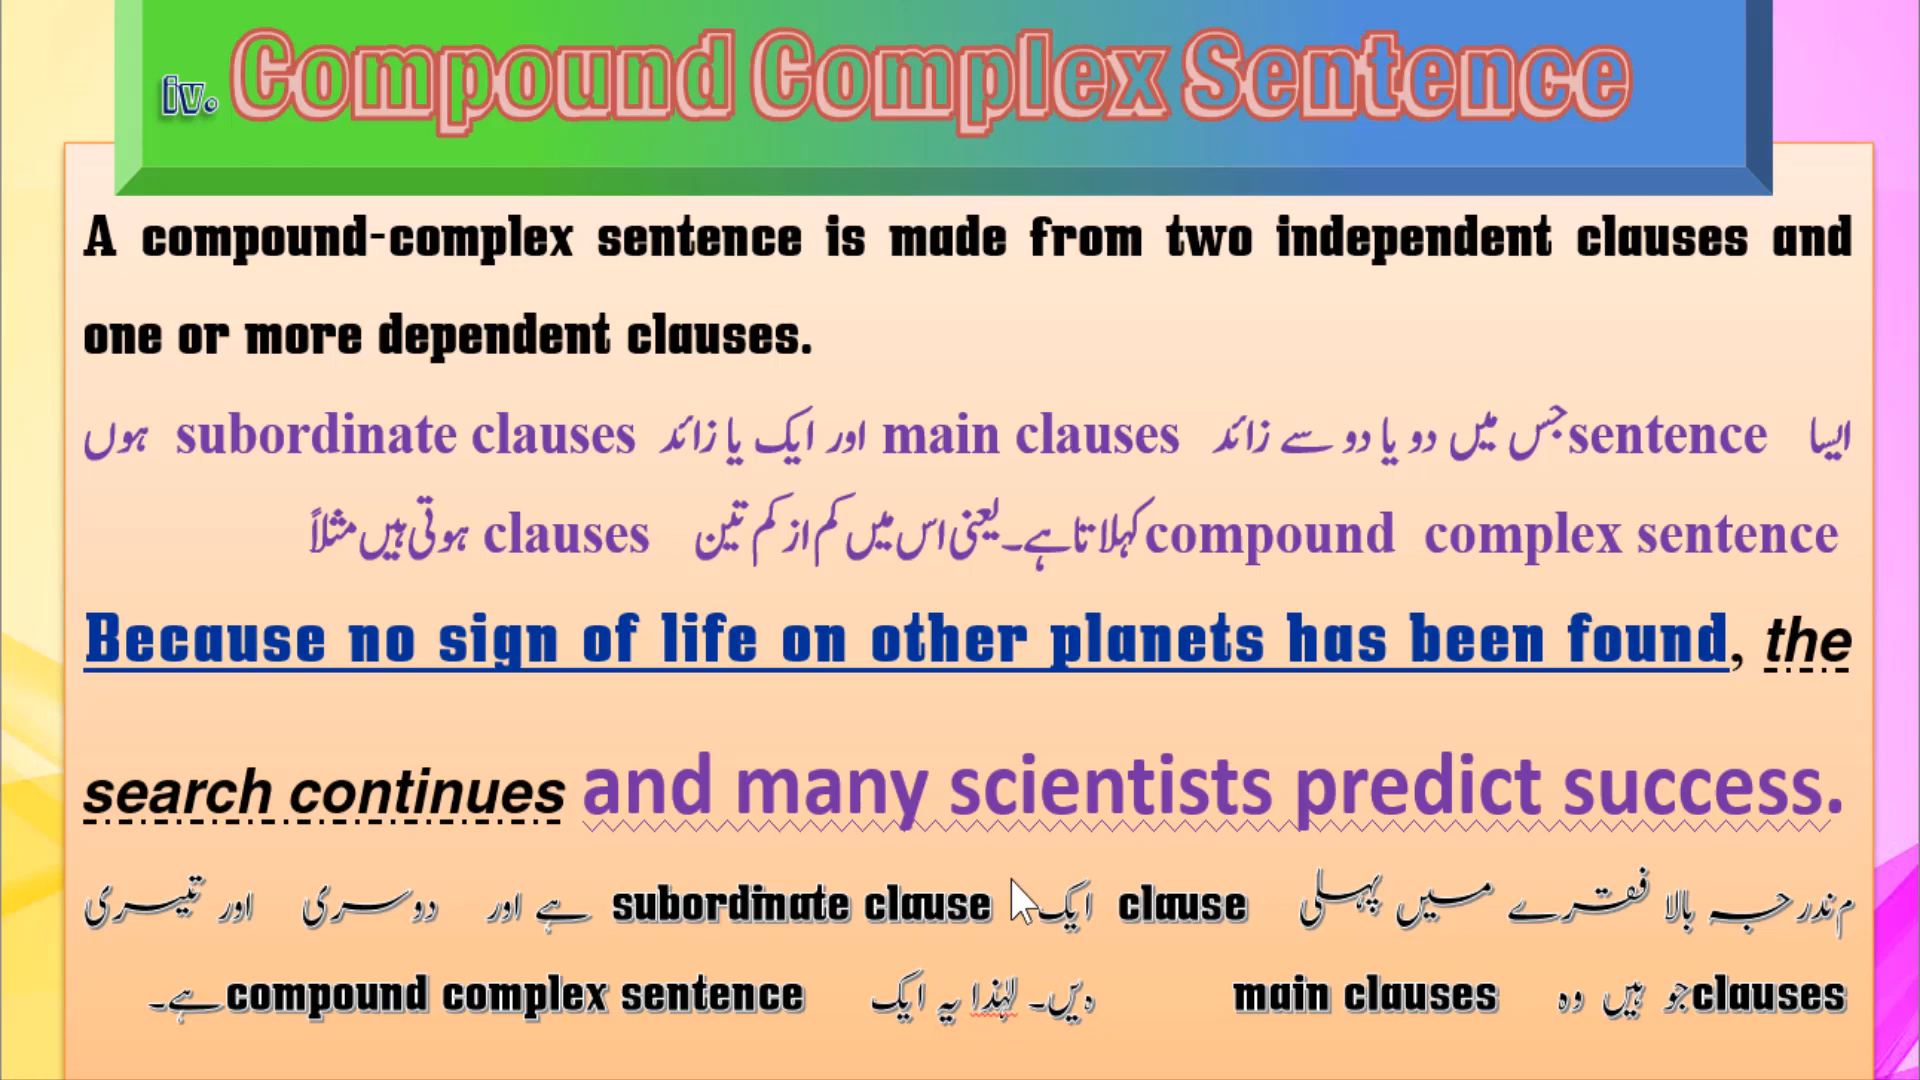 iv. Compound Complex Sentence
A compound-complex sentence is made from two independent clauses and
one or more dependent clauses.
ایسا sentence جس میں دو یا دو سے زائد main clauses اور ایک یا زائد subordinate clauses ہوں
compound complex sentence کہلاتا ہے۔ یعنی اس میں کم از کم تین clauses ہوتی ہیں مثلاً
Because no sign of life on other planets has been found, the
search continues and many scientists predict success.
مندرجہ بالا فقرے میں پہلی clause ایک subordinate clause ہے اور دوسری اور تیسری
clauses جو ہیں وہ main clauses ہیں۔ لہٰذا یہ ایک compound complex sentence ہے۔